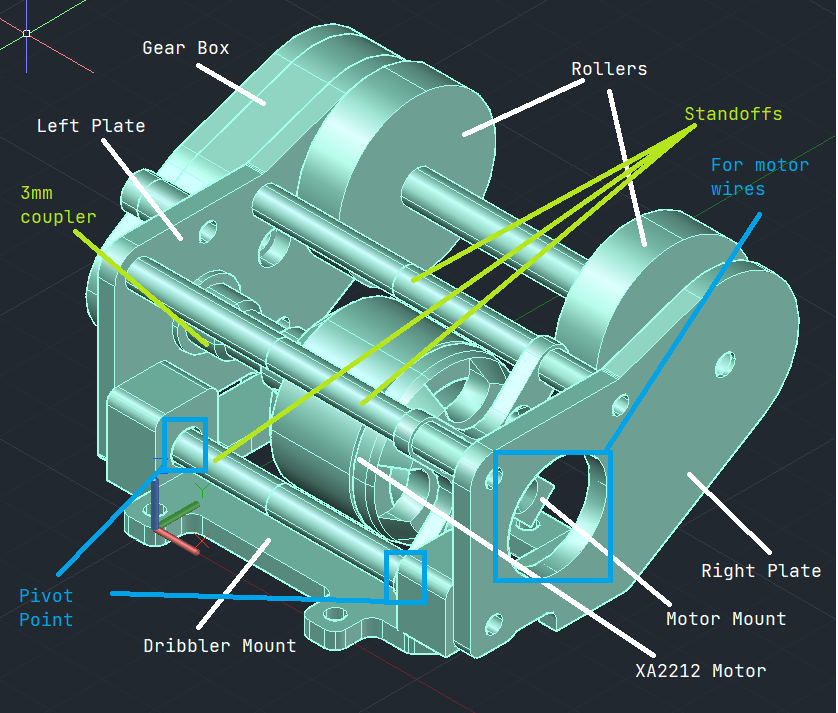 Gear Box
Rollers
Standoffs
Left Plate
For motor
wires
3mm
coupler
Y
Right Plate
Pivot
Point
Motor Mount
Dribbler Mount
XA2212 Motor